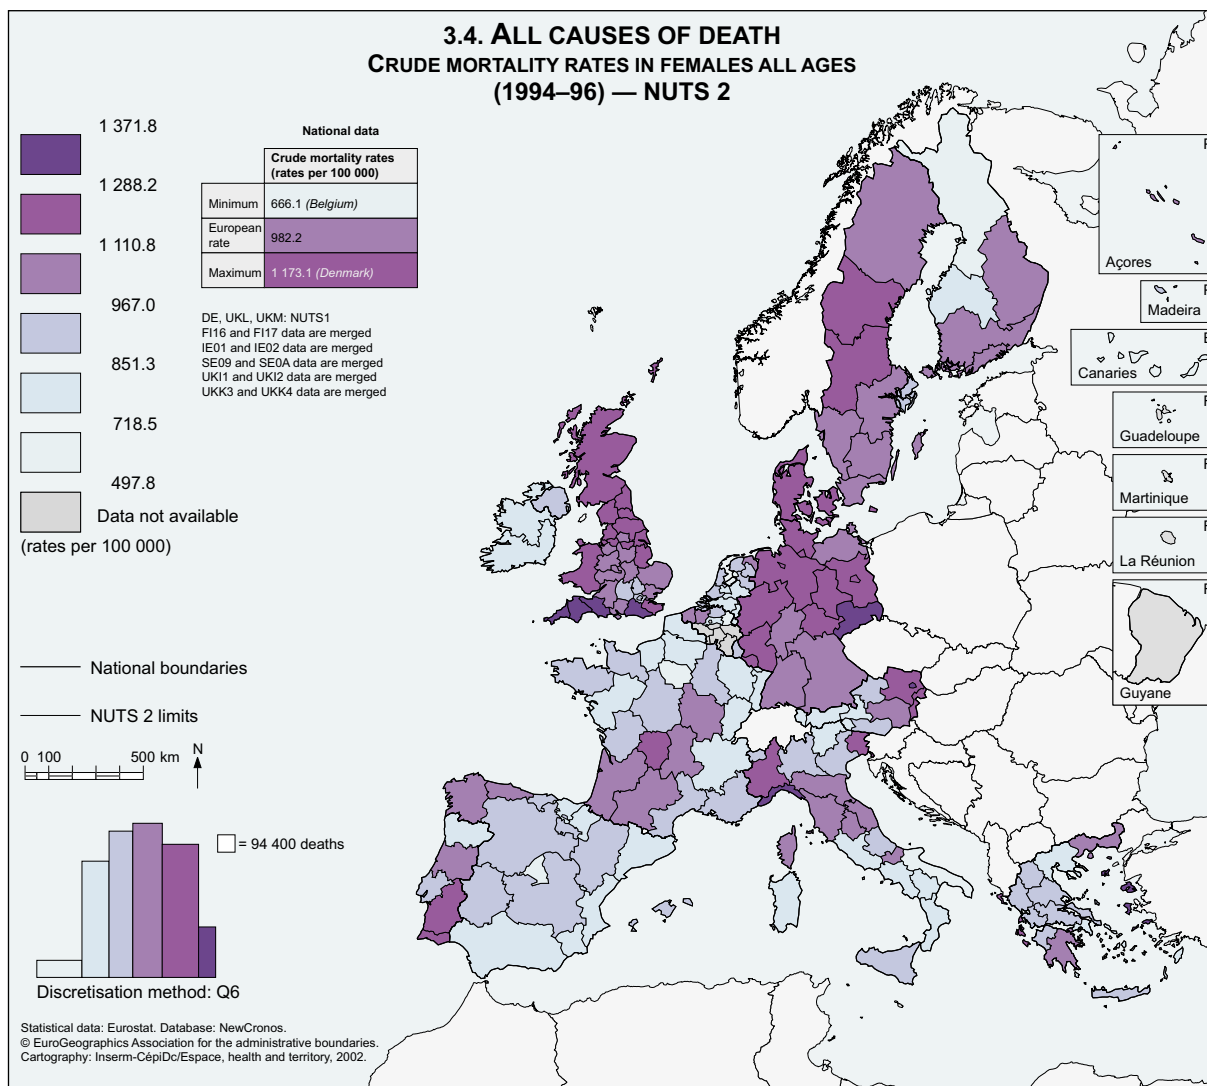 3.4. ALL CAUSES OF DEATH
CRUDE MORTALITY RATES IN FEMALES ALL AGES
(1994–96) — NUTS 2
1 371.8
1 288.2
1 110.8
967.0
851.3
718.5
497.8
Data not available
(rates per 100 000)
National data
Crude mortality rates
(rates per 100 000)
Minimum 666.1 (Belgium)
European
rate 982.2
Maximum 1 173.1 (Denmark)
DE, UKL, UKM: NUTS1
FI16 and FI17 data are merged
IE01 and IE02 data are merged
SE09 and SE0A data are merged
UKI1 and UKI2 data are merged
UKK3 and UKK4 data are merged
National boundaries
NUTS 2 limits
0 100 500 km N
= 94 400 deaths
Discretisation method: Q6
Statistical data: Eurostat. Database: NewCronos.
© EuroGeographics Association for the administrative boundaries.
Cartography: Inserm-CépiDc/Espace, health and territory, 2002.
Açores
Madeira
Canaries
Guadeloupe
Martinique
La Réunion
Guyane